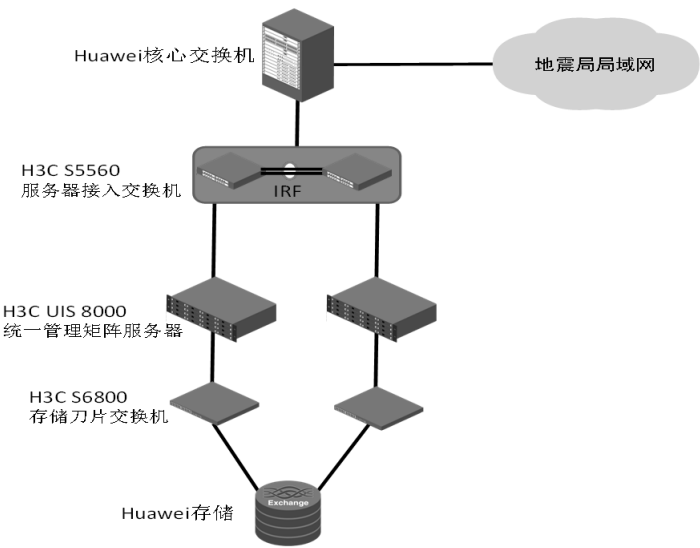 Huawei核心交换机
地震局局域网
H3C S5560
服务器接入交换机
IRF
H3C UIS 8000
统一管理矩阵服务器
H3C S6800
存储刀片交换机
Exchange
Huawei存储